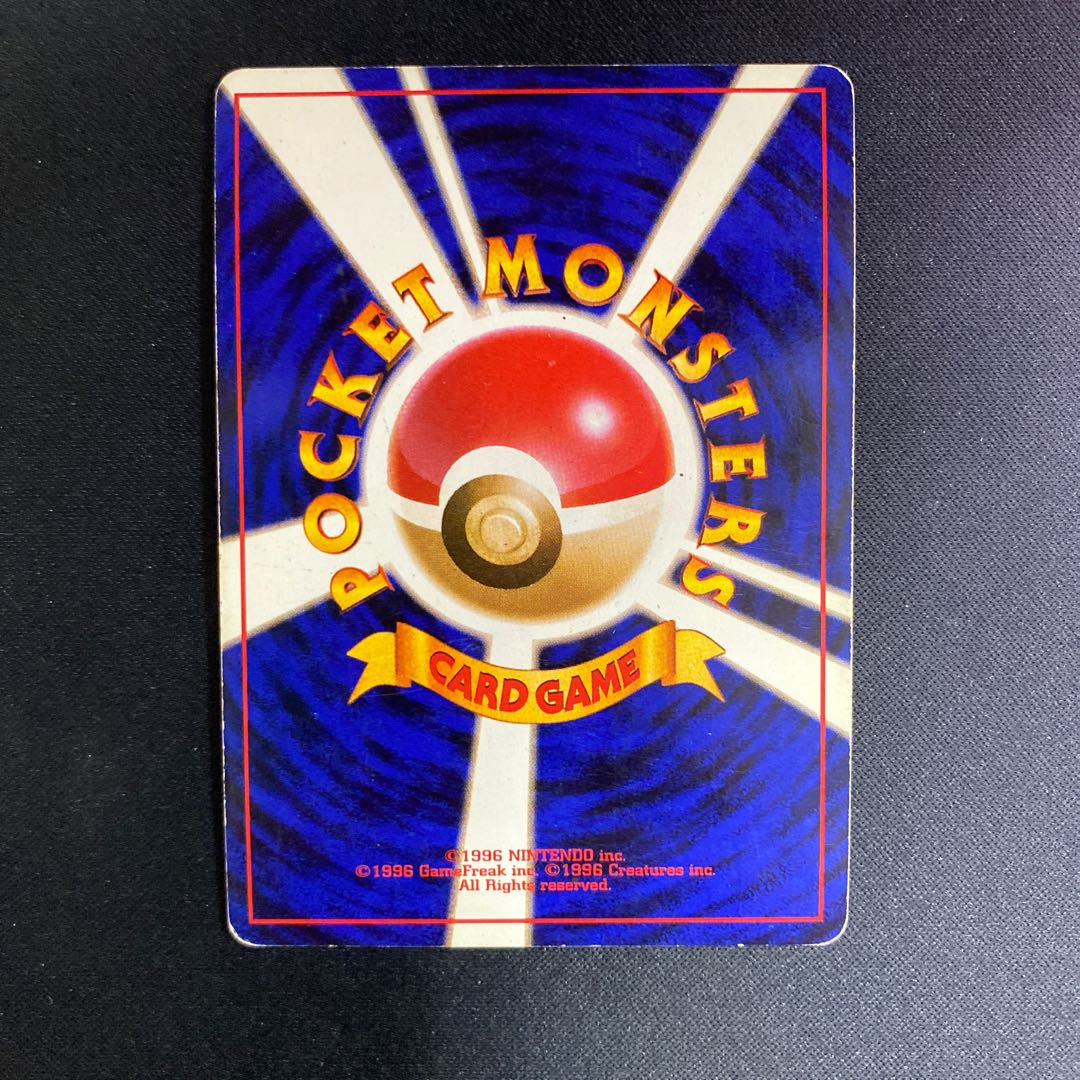 POCKET MONSTERS
CARD GAME
©1996 NINTENDO inc.
©1996 GameFreak inc. ©1996 Creatures inc.
All Rights reserved.